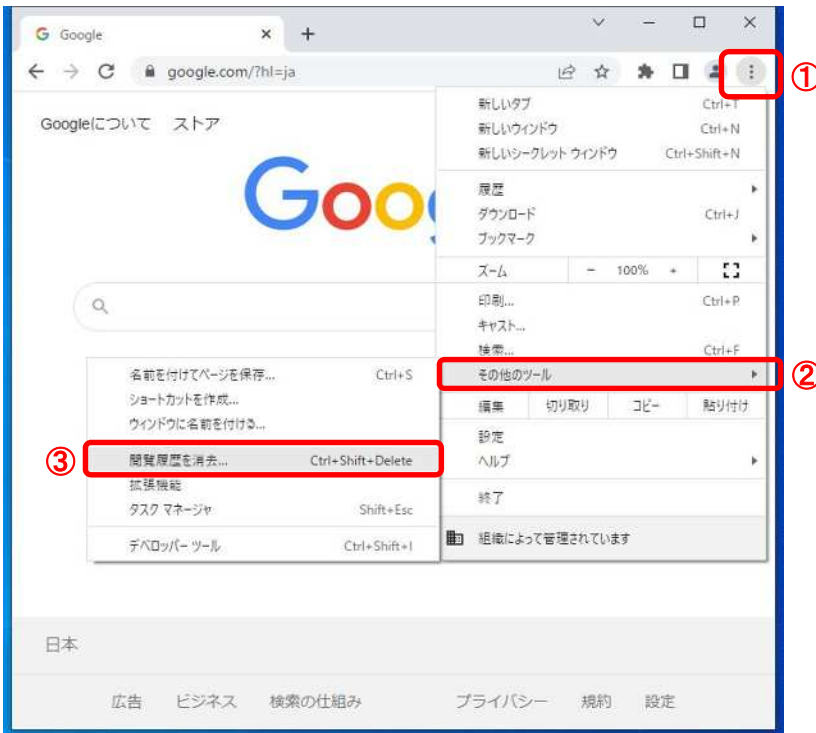 Google
google.com/?hl=ja
①
Googleについて ストア
新しいタブ Ctrl+T
新しいウィンドウ Ctrl+N
新しいシークレット ウィンドウ Ctrl+Shift+N
履歴
ダウンロード Ctrl+J
ブックマーク
ズーム - 100% +
印刷... Ctrl+P
キャスト...
検索... Ctrl+F
その他のツール
②
編集 切り取り コピー 貼り付け
設定
ヘルプ
終了
組織によって管理されています
名前を付けてページを保存... Ctrl+S
ショートカットを作成...
ウィンドウに名前を付ける...
③
閲覧履歴を消去... Ctrl+Shift+Delete
拡張機能
タスク マネージャ Shift+Esc
デベロッパー ツール Ctrl+Shift+I
日本
広告 ビジネス 検索の仕組み プライバシー 規約 設定